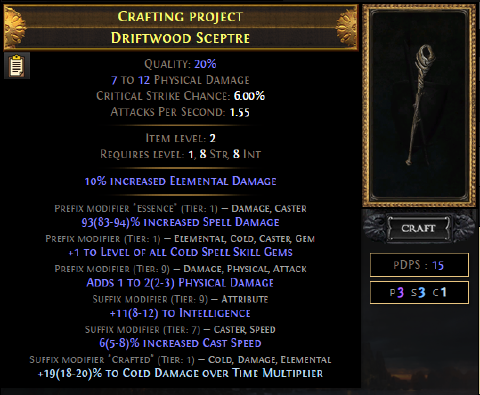 Crafting project
Driftwood Sceptre
Quality: 20%
7 to 12 Physical Damage
Critical Strike Chance: 6.00%
Attacks Per Second: 1.55
Item level: 2
Requires level: 1, 8 Str, 8 Int
10% increased Elemental Damage
Prefix modifier "Essence" (Tier: 1) — Damage, Caster
93(83-94)% increased Spell Damage
Prefix modifier (Tier: 1) — Elemental, Cold, Caster, Gem
+1 to Level of all Cold Spell Skill Gems
Prefix modifier (Tier: 9) — Damage, Physical, Attack
Adds 1 to 2(2-3) Physical Damage
Suffix modifier (Tier: 9) — Attribute
+11(8-12) to Intelligence
Suffix modifier (Tier: 7) — Caster, Speed
6(5-8)% increased Cast Speed
Suffix modifier "Crafted" (Tier: 1) — Cold, Damage, Elemental
+19(18-20)% to Cold Damage over Time Multiplier
Craft
pDPS : 15
P3 S3 C1